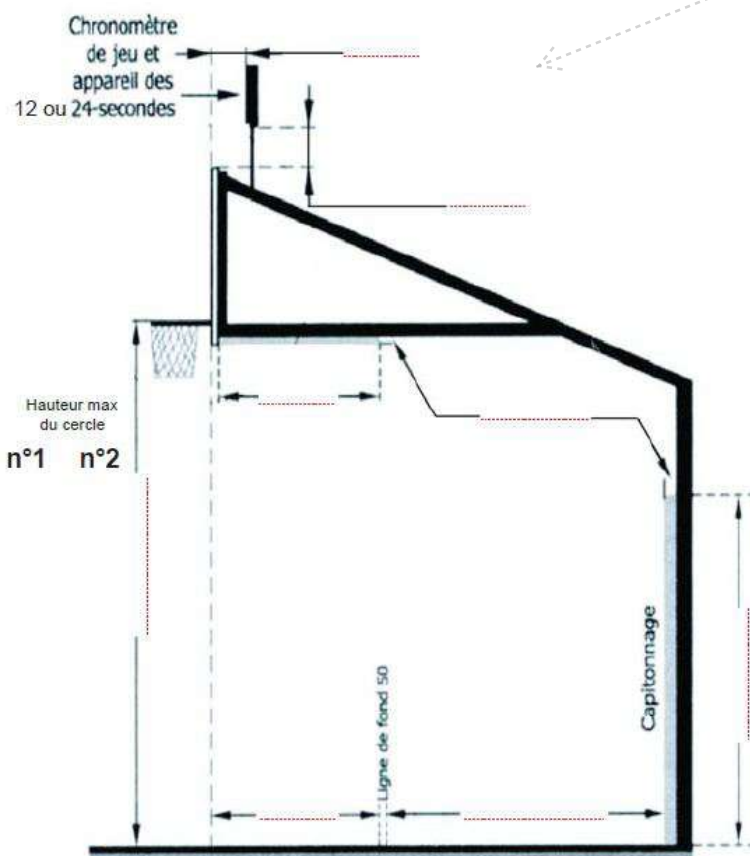 Chronomètre
de jeu et
appareil des
12 ou 24-secondes
Hauteur max
du cercle
n°1 n°2
Capitonnage
Ligne de fond 50